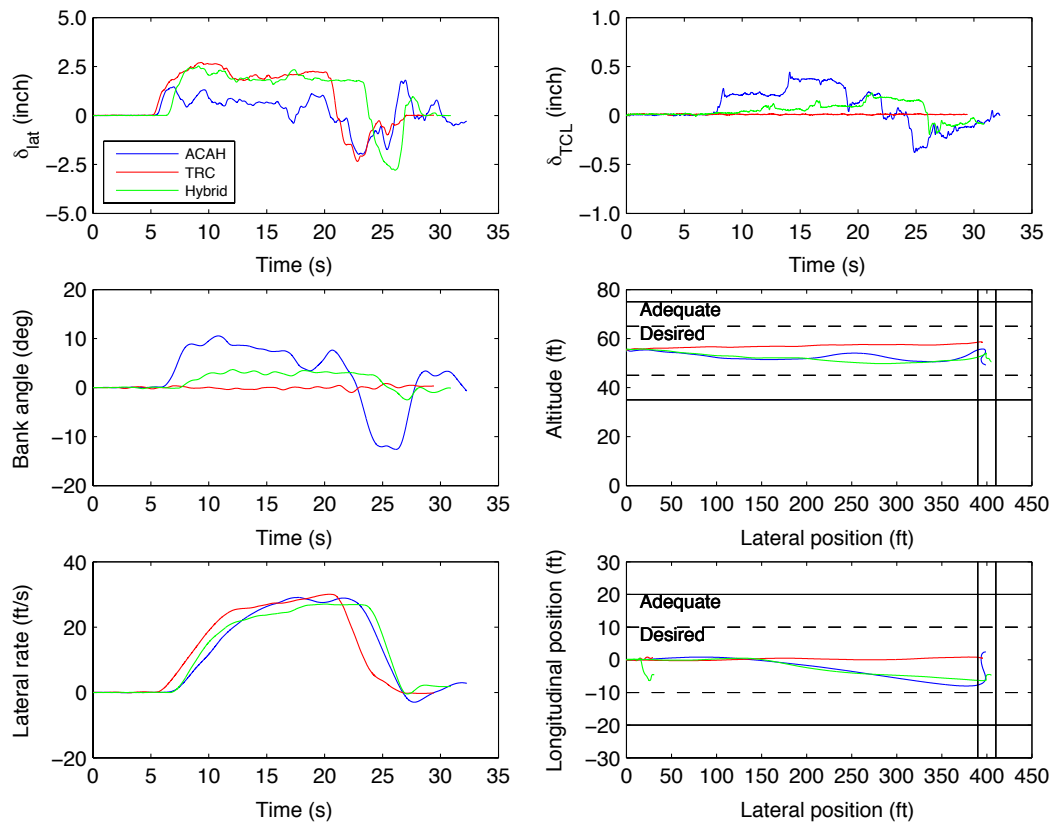 5.0
2.5
0
−2.5
−5.0
δlat (inch)
ACAH
TRC
Hybrid
0 5 10 15 20 25 30 35
Time (s)
1.0
0.5
0
−0.5
−1.0
δTCL (inch)
0 5 10 15 20 25 30 35
Time (s)
20
10
0
−10
−20
Bank angle (deg)
0 5 10 15 20 25 30 35
Time (s)
80
60
40
20
0
Altitude (ft)
Adequate
Desired
0 50 100 150 200 250 300 350 400 450
Lateral position (ft)
40
20
0
−20
Lateral rate (ft/s)
0 5 10 15 20 25 30 35
Time (s)
30
20
10
0
−10
−20
−30
Longitudinal position (ft)
Adequate
Desired
0 50 100 150 200 250 300 350 400 450
Lateral position (ft)